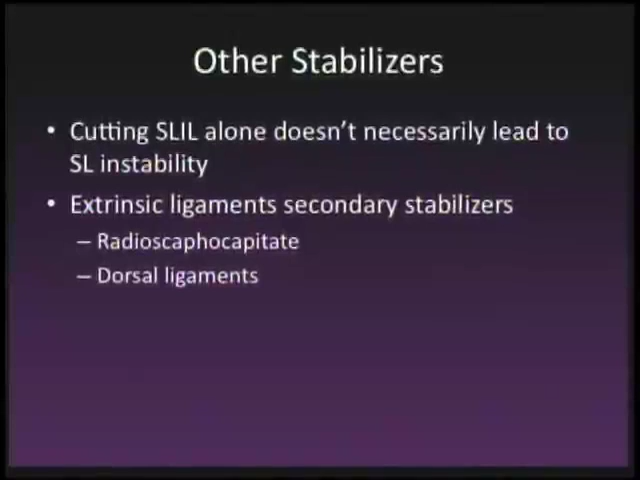 Other Stabilizers
• Cutting SLIL alone doesn't necessarily lead to
SL instability
• Extrinsic ligaments secondary stabilizers
– Radioscaphocapitate
– Dorsal ligaments